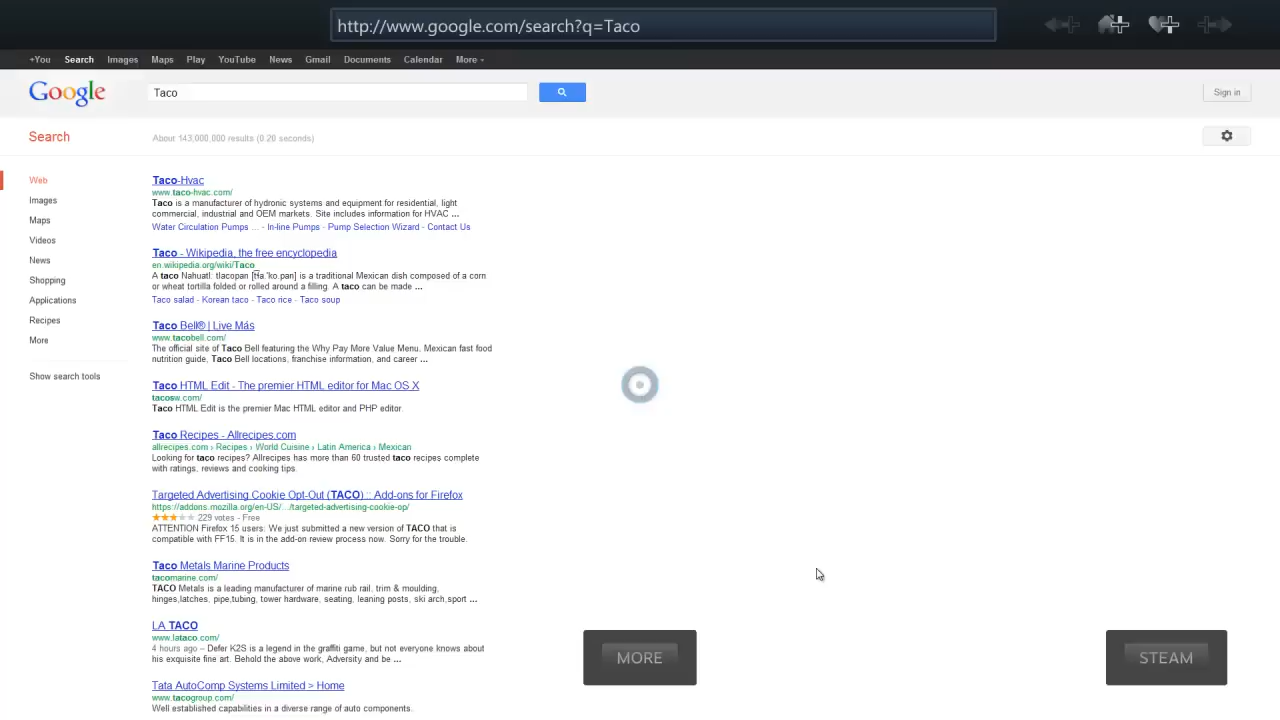 http://www.google.com/search?q=Taco
+You Search Images Maps Play YouTube News Gmail Documents Calendar More
Google Taco Sign in
Search About 143,000,000 results (0.20 seconds)
Web
Images
Maps
Videos
News
Shopping
Applications
Recipes
More
Show search tools
Taco-Hvac
www.taco-hvac.com/
Taco is a manufacturer of hydronic systems and equipment for residential, light
commercial, industrial and OEM markets. Site includes information for HVAC ...
Water Circulation Pumps ... - In-line Pumps - Pump Selection Wizard - Contact Us
Taco - Wikipedia, the free encyclopedia
en.wikipedia.org/wiki/Taco
A taco Nahuatl: tlacopan is a traditional Mexican dish composed of a corn
or wheat tortilla folded or rolled around a filling. A taco can be made ...
Taco salad - Korean taco - Taco rice - Taco soup
Taco Bell® | Live Más
www.tacobell.com/
The official site of Taco Bell featuring the Why Pay More Value Menu, Mexican fast food
nutrition guide, Taco Bell locations, franchise information, and career ...
Taco HTML Edit - The premier HTML editor for Mac OS X
tacosw.com/
Taco HTML Edit is the premier Mac HTML editor and PHP editor.
Taco Recipes - Allrecipes.com
allrecipes.com › Recipes › World Cuisine › Latin America › Mexican
Looking for taco recipes? Allrecipes has more than 60 trusted taco recipes complete
with ratings, reviews and cooking tips.
Targeted Advertising Cookie Opt-Out (TACO) :: Add-ons for Firefox
https://addons.mozilla.org/en-US/.../targeted-advertising-cookie-op/
229 votes - Free
ATTENTION Firefox 15 users: We just submitted a new version of TACO that is
compatible with FF15. It is in the add-on review process now. Sorry for the trouble.
Taco Metals Marine Products
tacomarine.com/
TACO Metals is a leading manufacturer of marine rub rail, trim & moulding,
hinges,latches, pipe,tubing, tower hardware, seating, leaning posts, ski arch,sport ...
LA TACO
www.lataco.com/
4 hours ago – Defer K2S is a legend in the graffiti game, but not everyone knows about
his exquisite fine art. Behold the above work, Adversity and be ...
Tata AutoComp Systems Limited > Home
www.tacogroup.com/
Well established capabilities in a diverse range of auto components.
MORE
STEAM